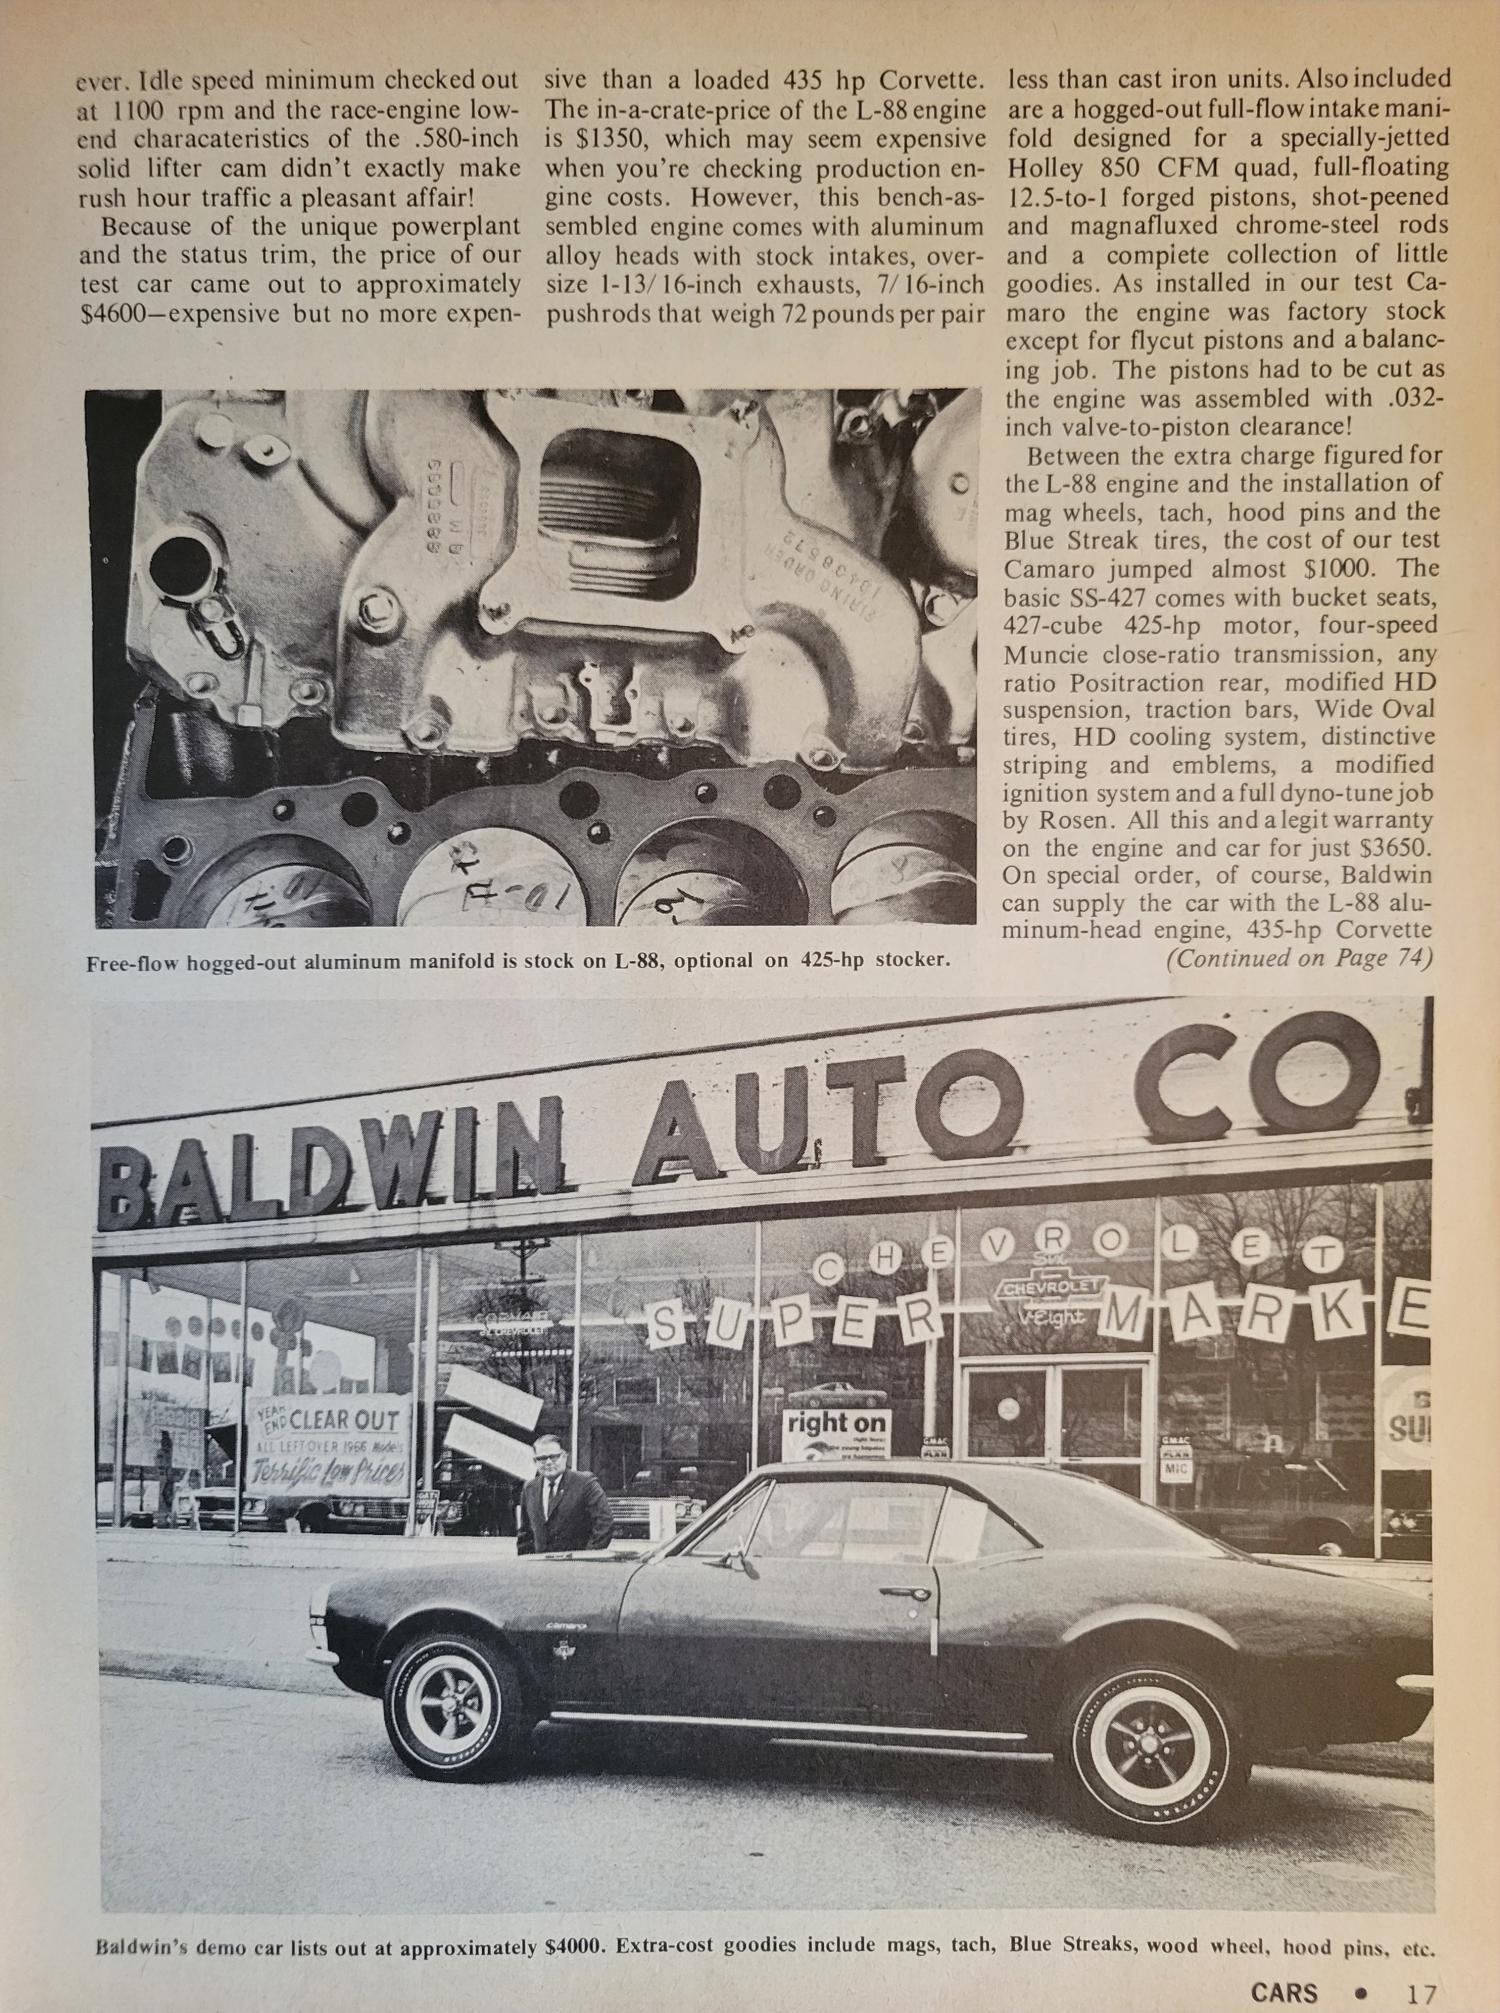 ever. Idle speed minimum checked out
at 1100 rpm and the race-engine low-
end characateristics of the .580-inch
solid lifter cam didn't exactly make
rush hour traffic a pleasant affair!
Because of the unique powerplant
and the status trim, the price of our
test car came out to approximately
$4600—expensive but no more expen-
sive than a loaded 435 hp Corvette.
The in-a-crate-price of the L-88 engine
is $1350, which may seem expensive
when you're checking production en-
gine costs. However, this bench-as-
sembled engine comes with aluminum
alloy heads with stock intakes, over-
size 1-13/16-inch exhausts, 7/16-inch
pushrods that weigh 72 pounds per pair
less than cast iron units. Also included
are a hogged-out full-flow intake mani-
fold designed for a specially-jetted
Holley 850 CFM quad, full-floating
12.5-to-1 forged pistons, shot-peened
and magnafluxed chrome-steel rods
and a complete collection of little
goodies. As installed in our test Ca-
maro the engine was factory stock
except for flycut pistons and a balanc-
ing job. The pistons had to be cut as
the engine was assembled with .032-
inch valve-to-piston clearance!
Between the extra charge figured for
the L-88 engine and the installation of
mag wheels, tach, hood pins and the
Blue Streak tires, the cost of our test
Camaro jumped almost $1000. The
basic SS-427 comes with bucket seats,
427-cube 425-hp motor, four-speed
Muncie close-ratio transmission, any
ratio Positraction rear, modified HD
suspension, traction bars, Wide Oval
tires, HD cooling system, distinctive
striping and emblems, a modified
ignition system and a full dyno-tune job
by Rosen. All this and a legit warranty
on the engine and car for just $3650.
On special order, of course, Baldwin
can supply the car with the L-88 alu-
minum-head engine, 435-hp Corvette
(Continued on Page 74)
GM
FIRING ORDER
18436572
Free-flow hogged-out aluminum manifold is stock on L-88, optional on 425-hp stocker.
BALDWIN AUTO CO
CHEVROLET
CHEVROLET
SUPER MARKE
YEAR END CLEAR OUT
ALL LEFTOVER 1966 Models
Terrific Low Prices
right on
GMAC
PLAN
GMAC
PLAN
MIC
SU
camaro
Baldwin's demo car lists out at approximately $4000. Extra-cost goodies include mags, tach, Blue Streaks, wood wheel, hood pins, etc.
CARS • 17